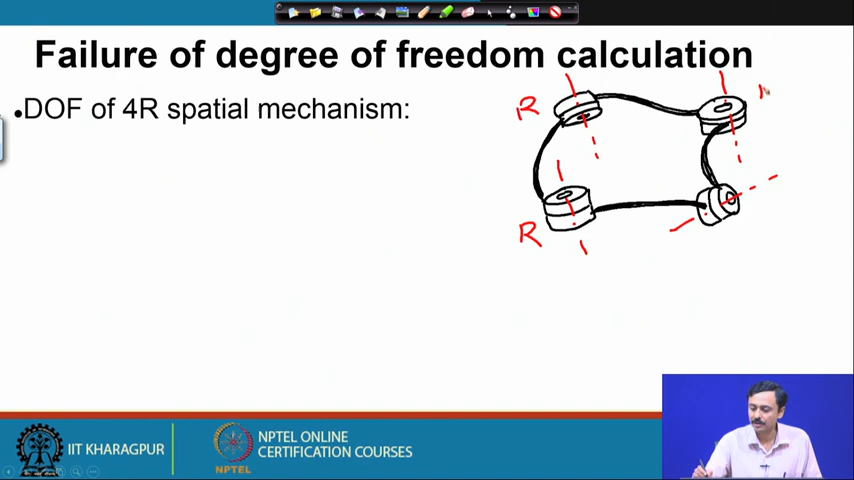 Failure of degree of freedom calculation
•DOF of 4R spatial mechanism:
R
R
IIT KHARAGPUR
NPTEL
NPTEL ONLINE
CERTIFICATION COURSES